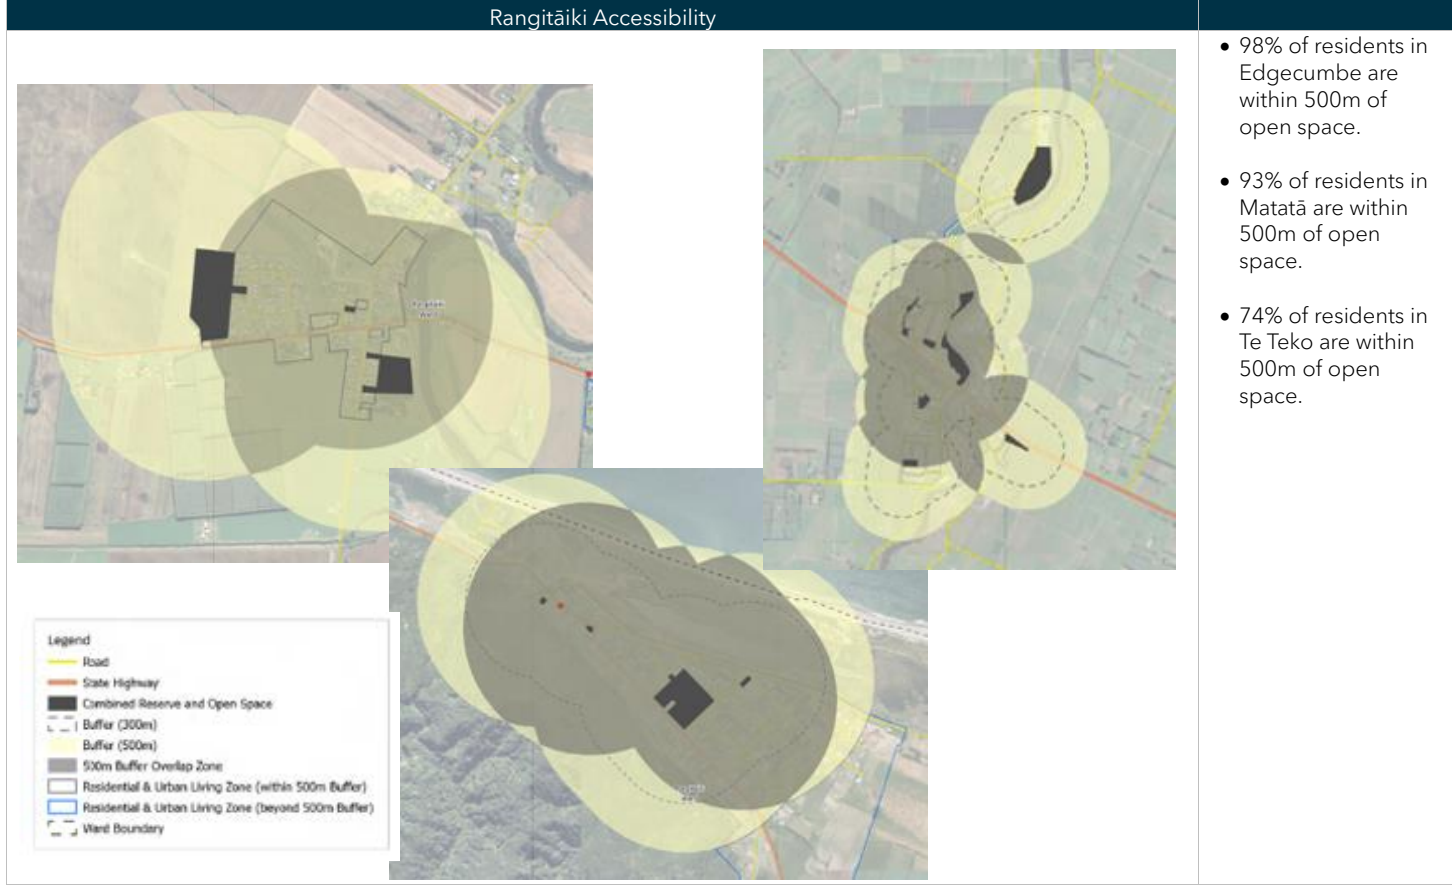 Rangitāiki Accessibility
• 98% of residents in
Edgecumbe are
within 500m of
open space.
• 93% of residents in
Matatā are within
500m of open
space.
• 74% of residents in
Te Teko are within
500m of open
space.
Legend
Road
State Highway
Combined Reserve and Open Space
Buffer (300m)
Buffer (500m)
500m Buffer Overlap Zone
Residential & Urban Living Zone (within 500m Buffer)
Residential & Urban Living Zone (beyond 500m Buffer)
Ward Boundary